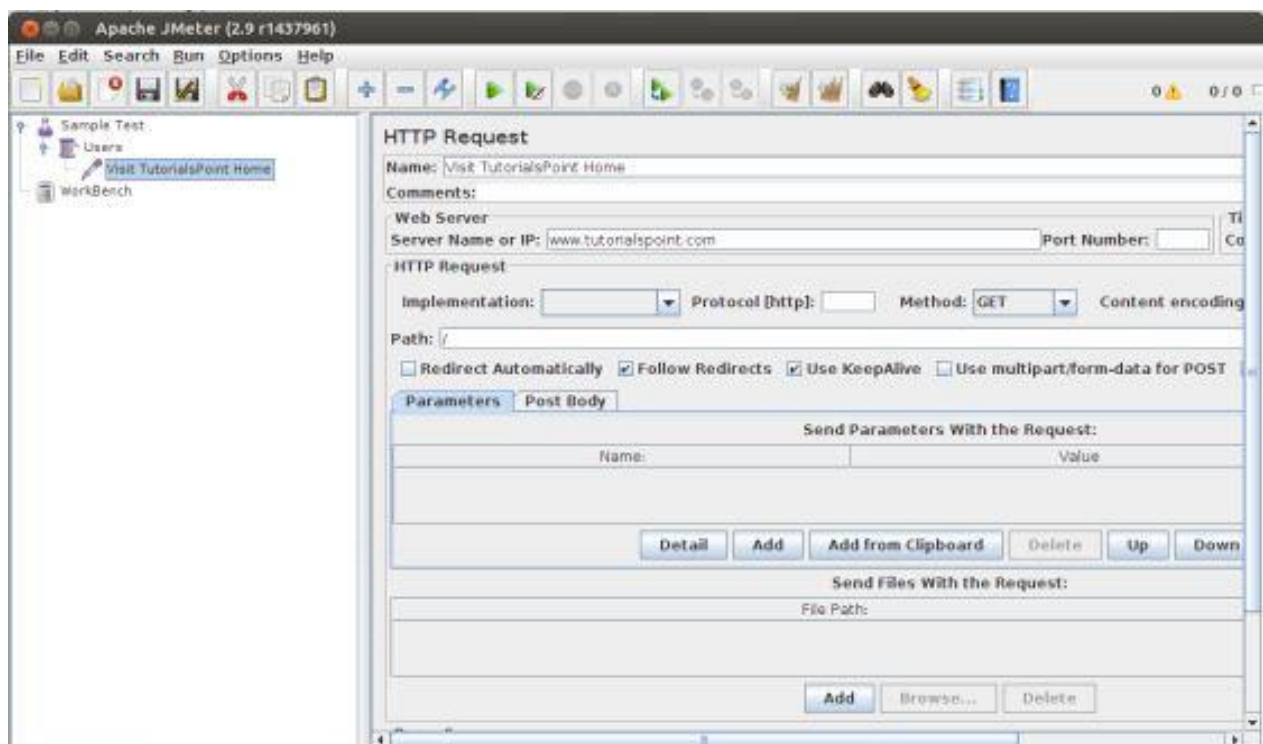 Apache JMeter (2.9 r1437961)
File Edit Search Run Options Help
0 0 / 0
Sample Test
Users
Visit TutorialsPoint Home
WorkBench
HTTP Request
Name: Visit TutorialsPoint Home
Comments:
Web Server
Ti
Server Name or IP: www.tutorialspoint.com Port Number:
Co
HTTP Request
Implementation: Protocol [http]: Method: GET Content encoding
Path: /
Redirect Automatically Follow Redirects Use KeepAlive Use multipart/form-data for POST
Parameters Post Body
Send Parameters With the Request:
Name: Value
Detail Add Add from Clipboard Delete Up Down
Send Files With the Request:
File Path:
Add Browse... Delete